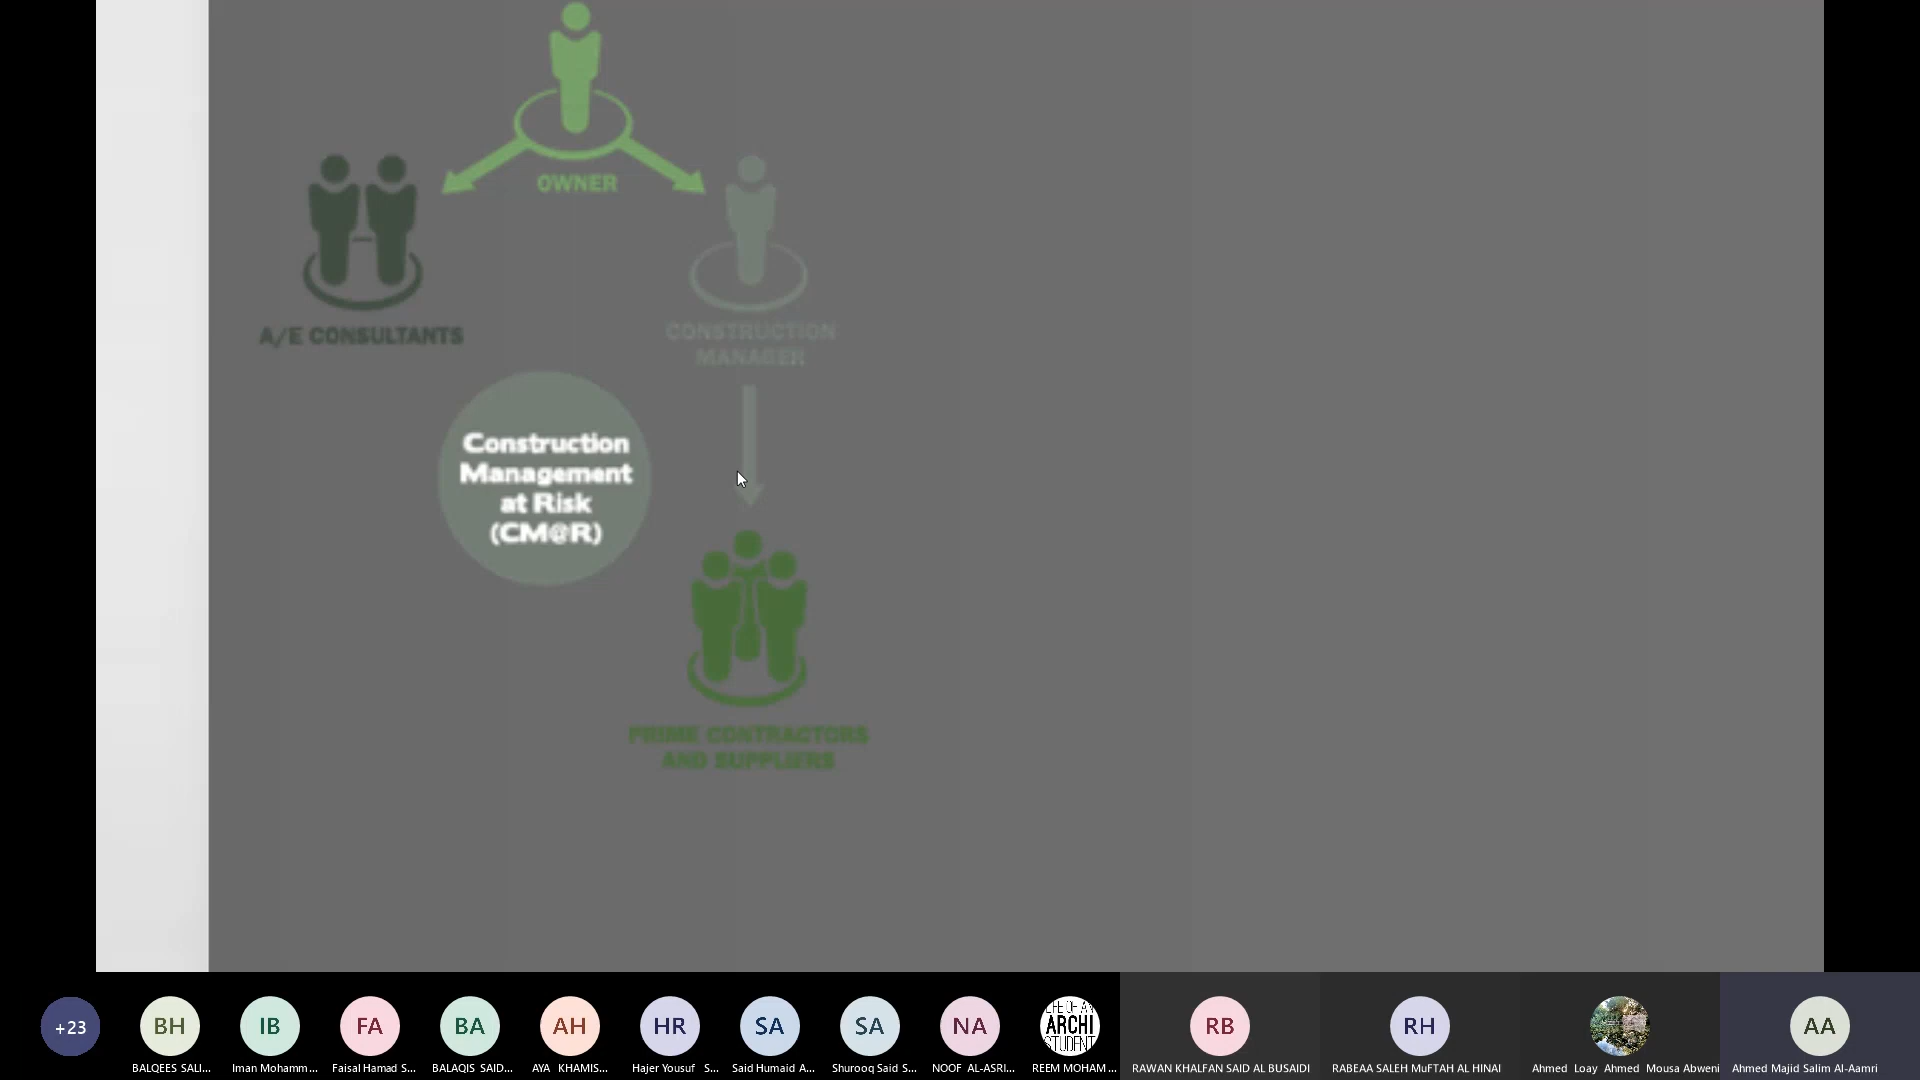 OWNER
A/E CONSULTANTS
CONSTRUCTION
MANAGER
Construction
Management
at Risk
(CM@R)
PRIME CONTRACTORS
AND SUPPLIERS
+23
BH
IB
FA
BA
AH
HR
SA
SA
NA
ARCHI
STUDENT
RB
RH
AA
BALQEES SALI...
Iman Mohamm...
Faisal Hamad S...
BALAQIS SAID...
AYA KHAMIS...
Hajer Yousuf S...
Said Humaid A...
Shurooq Said S...
NOOF AL-ASRI...
REEM MOHAM...
RAWAN KHALFAN SAID AL BUSAIDI
RABEAA SALEH MuFTAH AL HINAI
Ahmed Loay Ahmed Mousa Abweni
Ahmed Majid Salim Al-Aamri